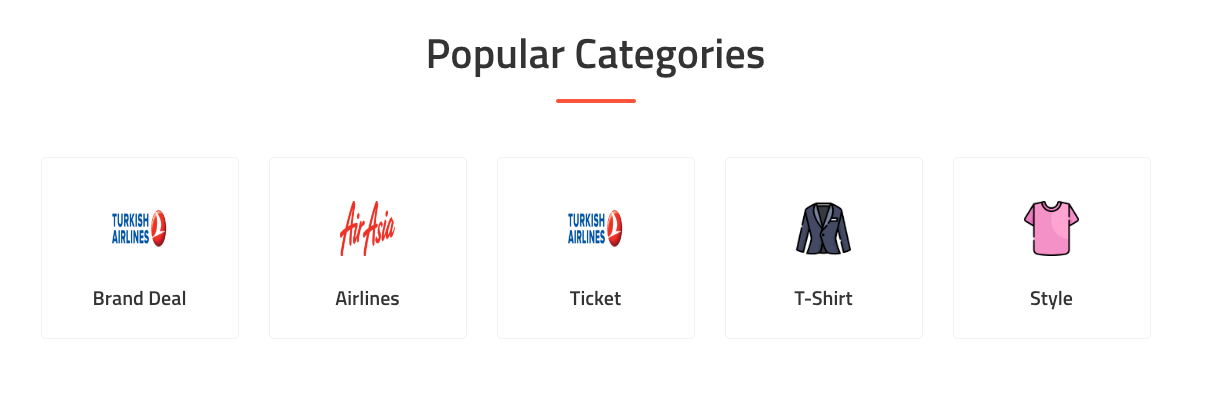 Popular Categories
TURKISH
AIRLINES
AirAsia
TURKISH
AIRLINES
Brand Deal
Airlines
Ticket
T-Shirt
Style